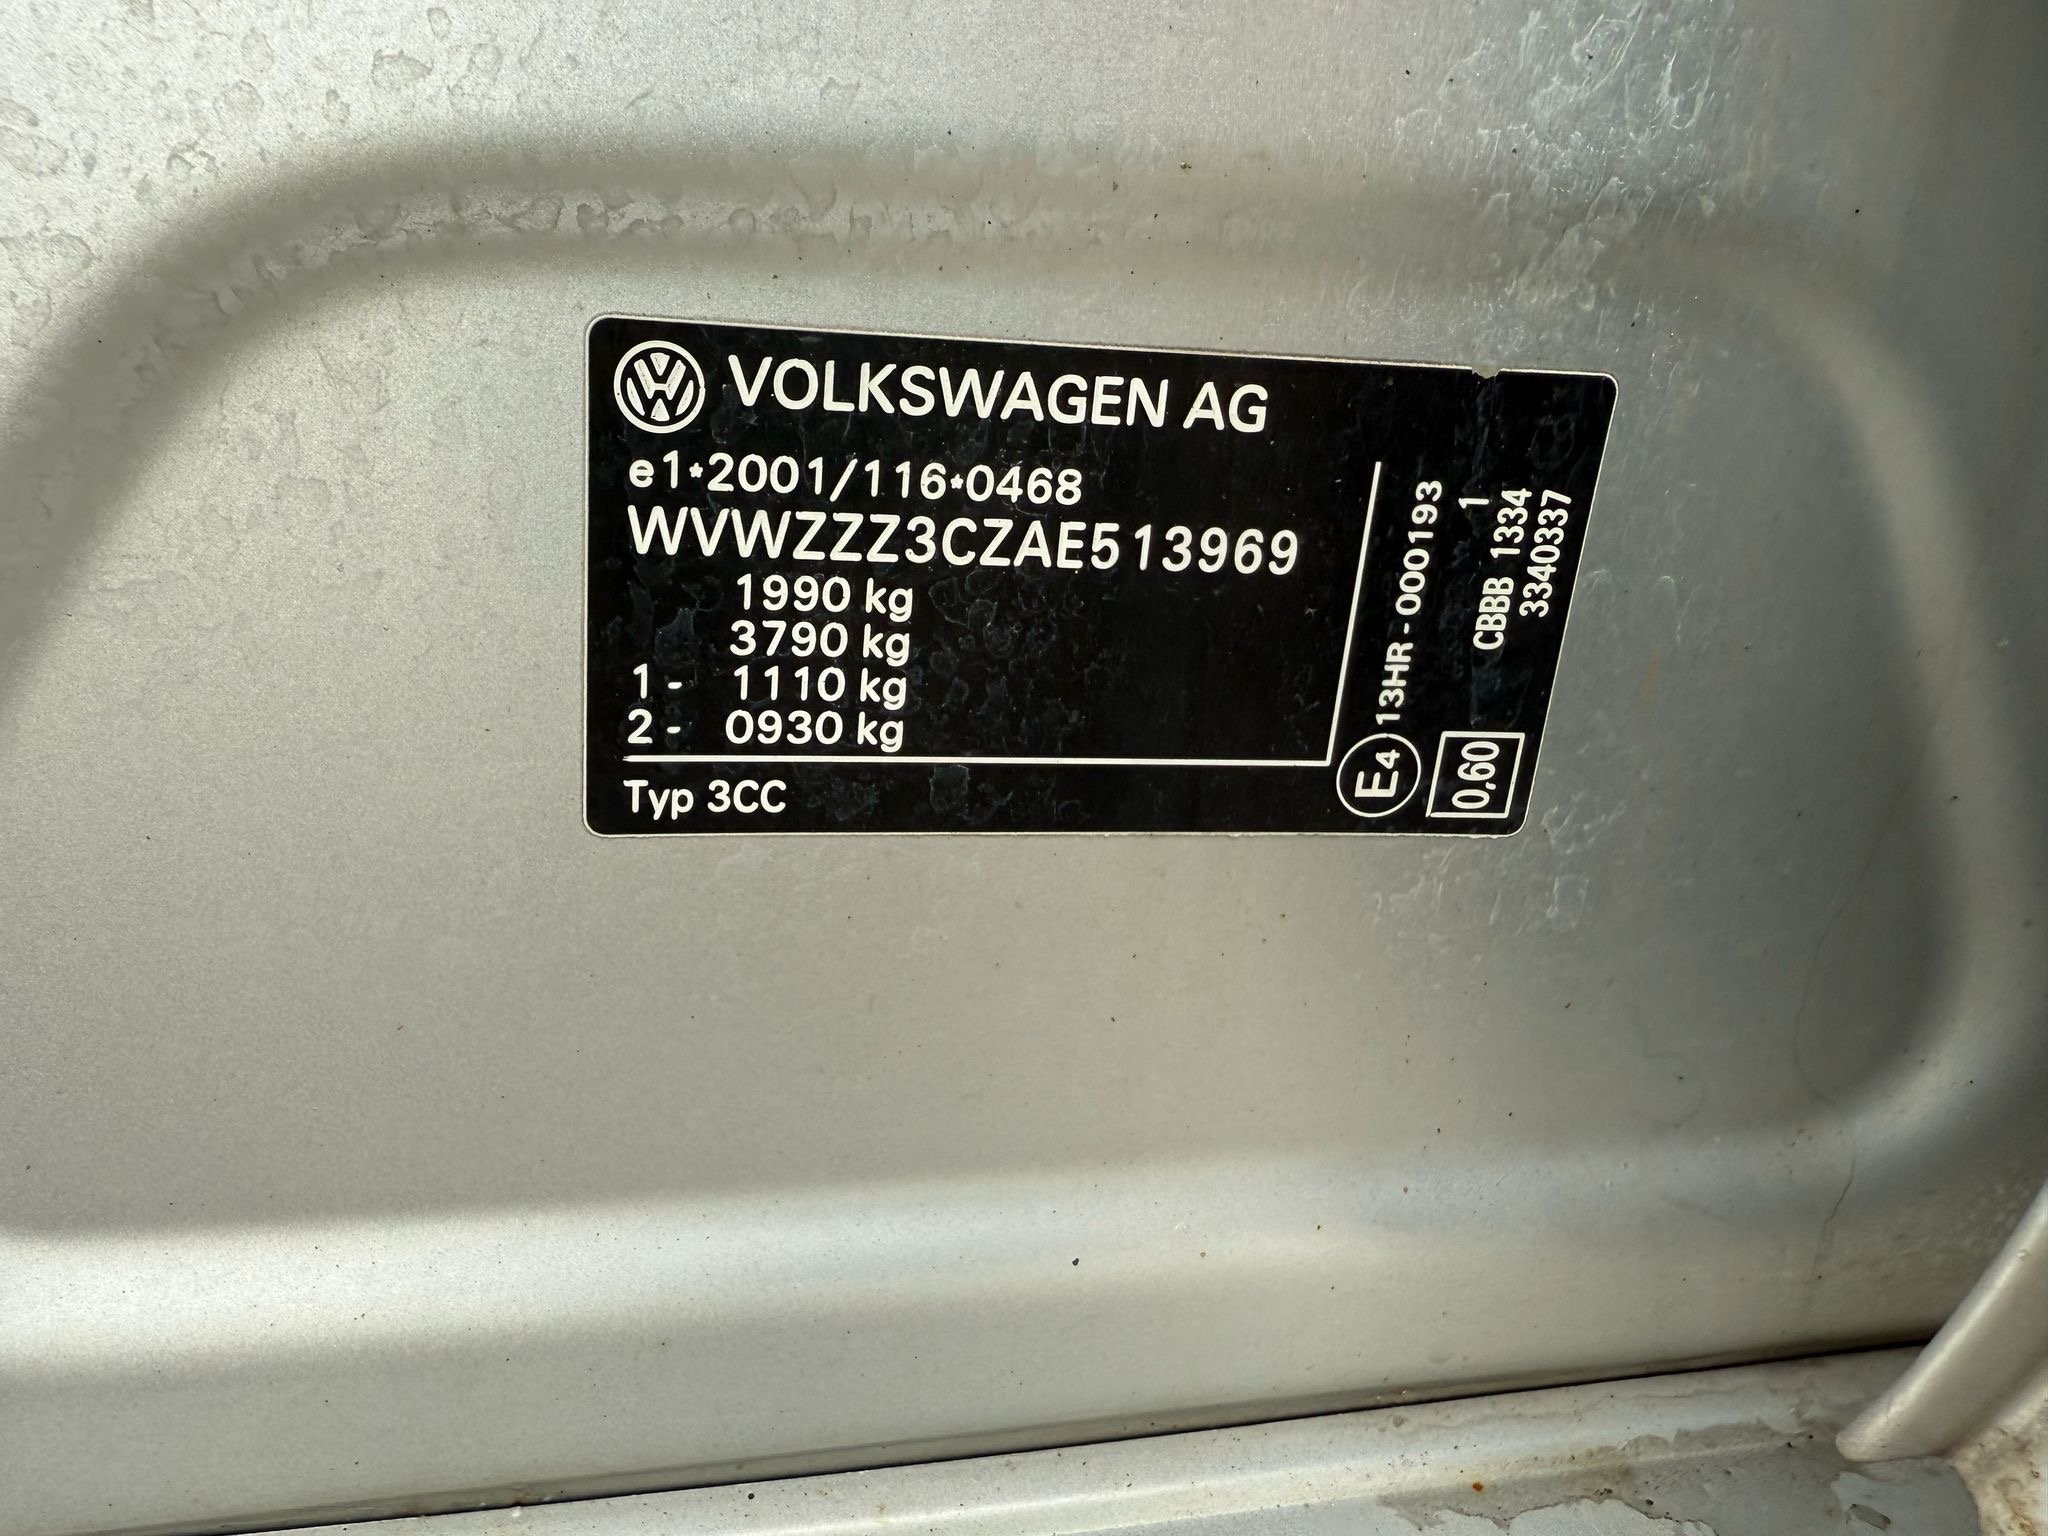 VOLKSWAGEN AG
e1*2001/116*0468
WVWZZZ3CZAE513969
1990 kg
3790 kg
1 - 1110 kg
2 - 0930 kg
Typ 3CC
E4 13HR - 000193
1
CBBB 1334
3340337
0,60